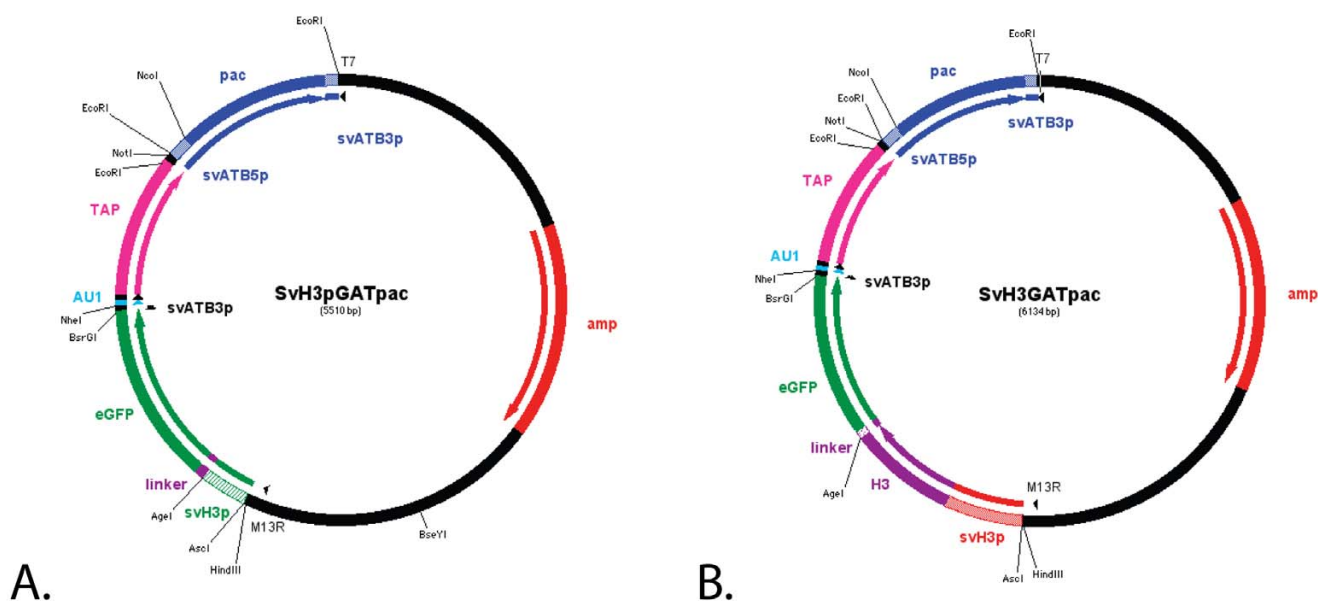 EcoRI
T7
pac
NcoI
EcoRI
NotI
EcoRI
svATB3p
svATB5p
TAP
AU1
NheI
BsrGI
svATB3p
SvH3pGATpac
(5510 bp)
amp
eGFP
linker
AgeI
svH3p
M13R
AscI
HindIII
BseYI
A.
EcoRI
T7
pac
NcoI
EcoRI
NotI
EcoRI
svATB3p
svATB5p
TAP
AU1
NheI
BsrGI
svATB3p
SvH3GATpac
(6134 bp)
amp
eGFP
linker
AgeI
H3
M13R
svH3p
AscI
HindIII
B.